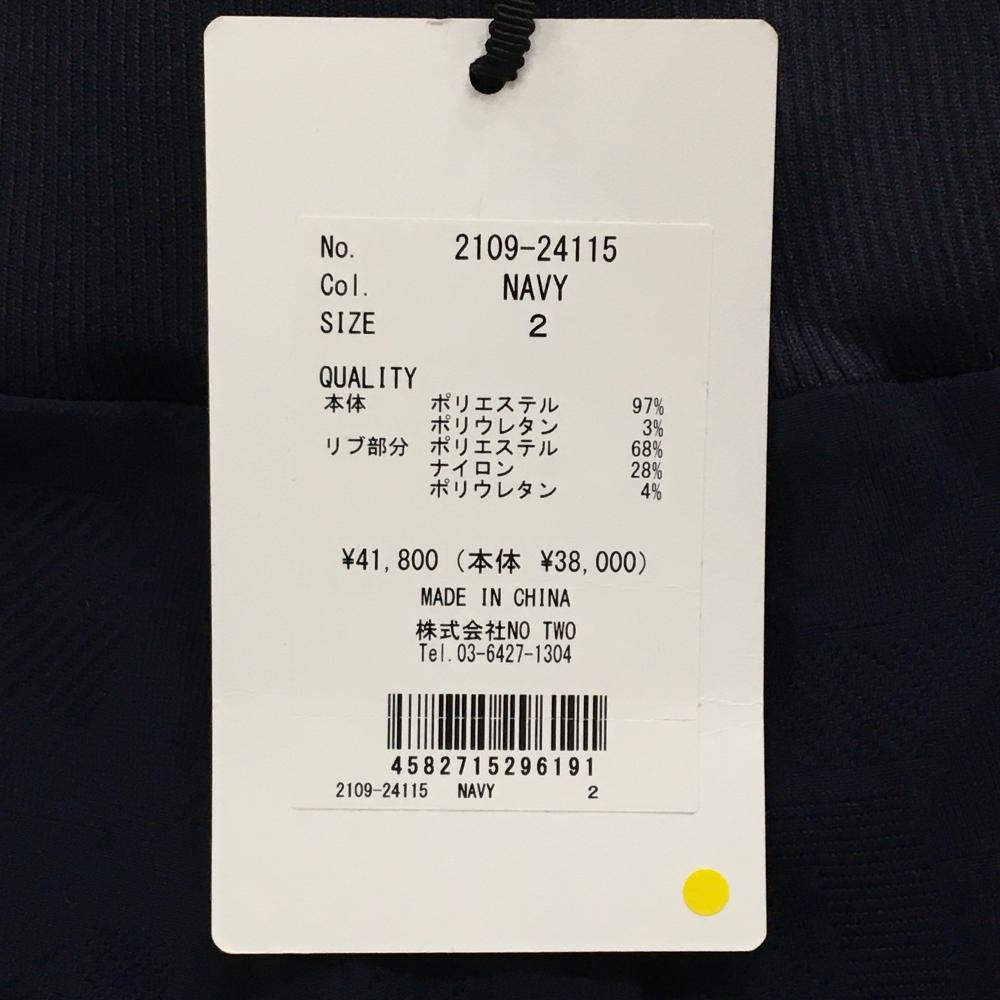 No. 2109-24115
Col. NAVY
SIZE 2
QUALITY
本体 ポリエステル 97%
ポリウレタン 3%
リブ部分 ポリエステル 68%
ナイロン 28%
ポリウレタン 4%
¥41,800 (本体 ¥38,000)
MADE IN CHINA
株式会社NO TWO
Tel.03-6427-1304
4582715296191
2109-24115 NAVY 2